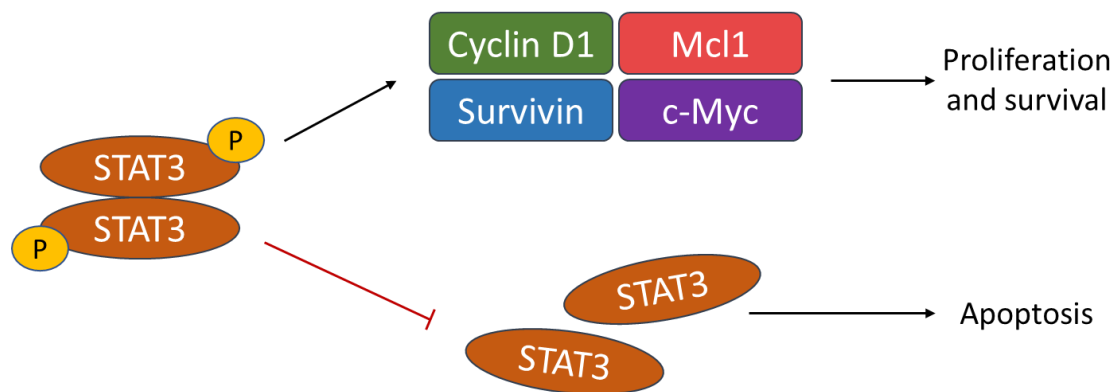 Cyclin D1
Mcl1
Survivin
c-Myc
Proliferation
and survival
P
STAT3
STAT3
P
STAT3
STAT3
Apoptosis